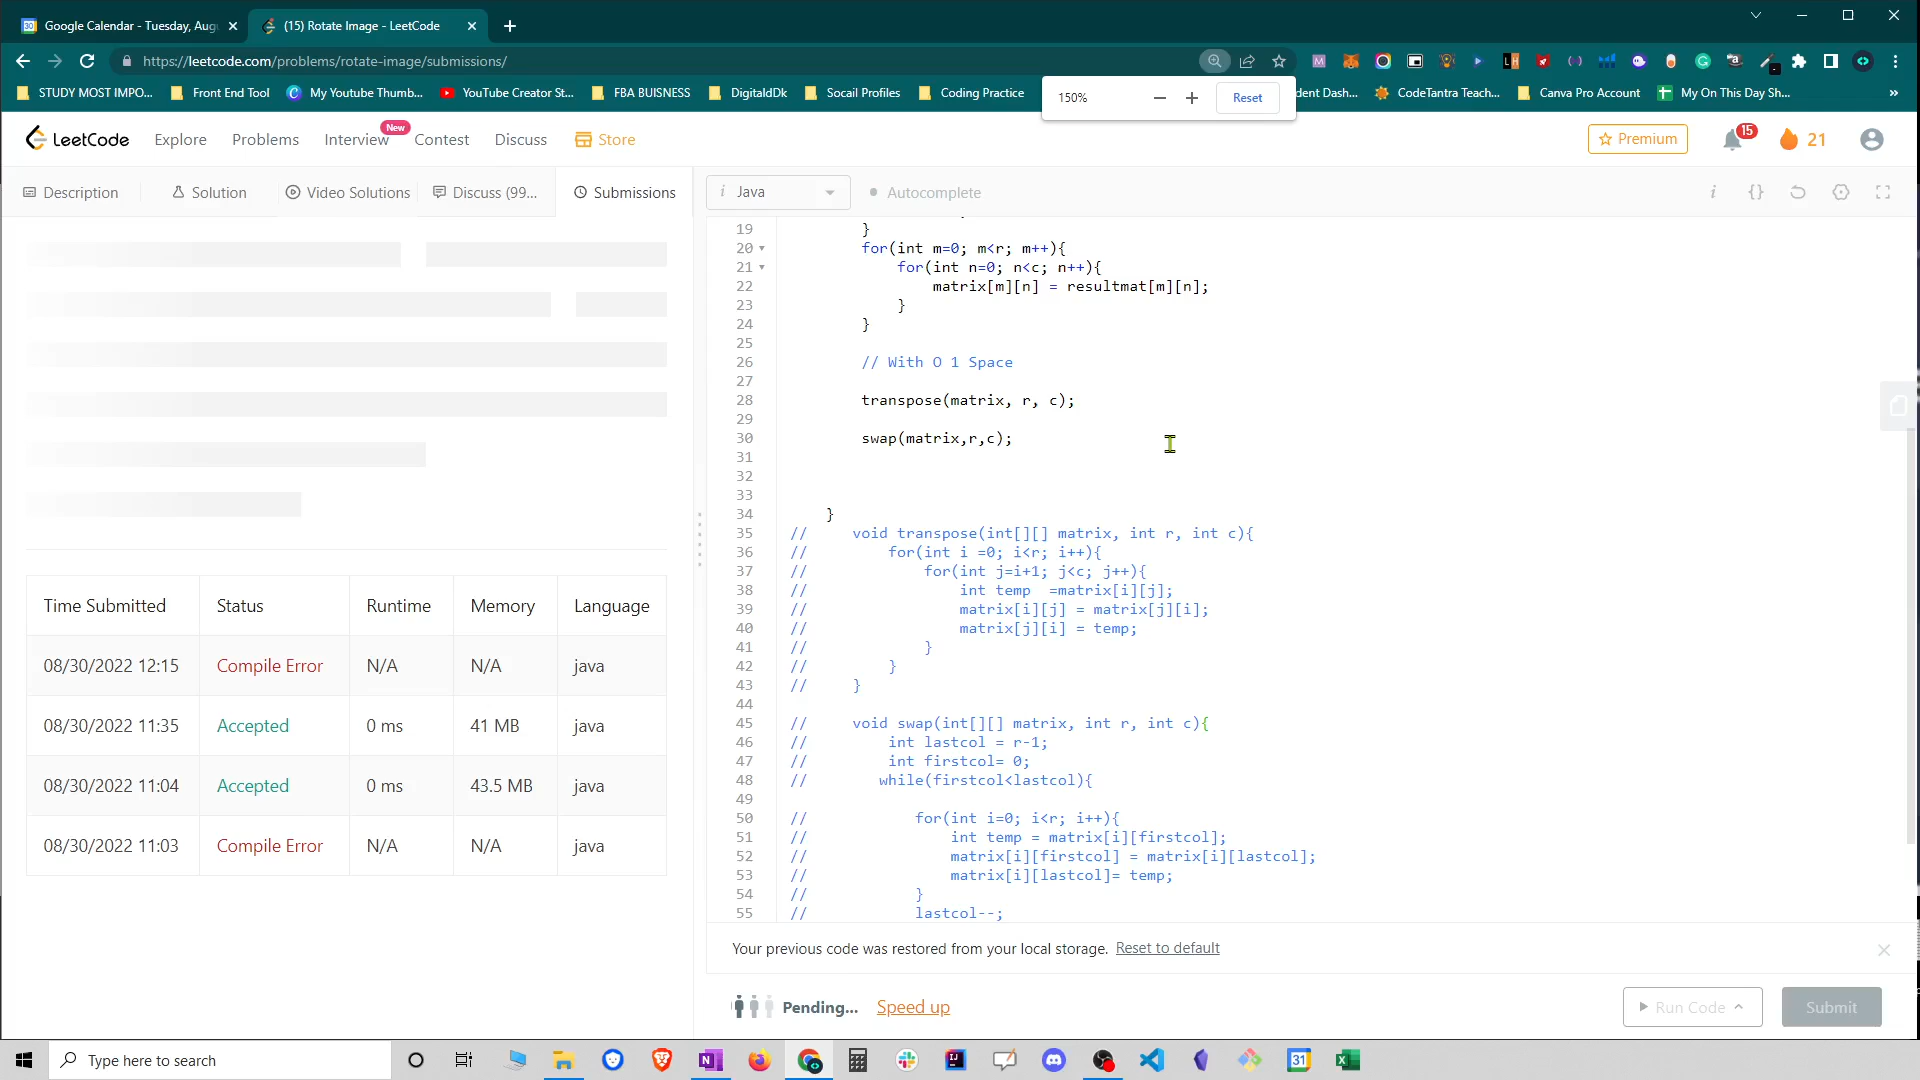 Google Calendar - Tuesday, Aug
(15) Rotate Image - LeetCode
https://leetcode.com/problems/rotate-image/submissions/
STUDY MOST IMPO...
Front End Tool
My Youtube Thumb...
YouTube Creator St...
FBA BUISNESS
DigitalDk
Socail Profiles
Coding Practice
dent Dash...
CodeTantra Teach...
Canva Pro Account
My On This Day Sh...
»
150%
Reset
LeetCode
Explore
Problems
Interview
New
Contest
Discuss
Store
Premium
15
21
Description
Solution
Video Solutions
Discuss (99...
Submissions
i Java
Autocomplete
19 }
20 for(int m=0; m<r; m++){
21 for(int n=0; n<c; n++){
22 matrix[m][n] = resultmat[m][n];
23 }
24 }
25
26 // With O 1 Space
27
28 transpose(matrix, r, c);
29
30 swap(matrix,r,c);
31
32
33
34 }
35 // void transpose(int[][] matrix, int r, int c){
36 // for(int i =0; i<r; i++){
37 // for(int j=i+1; j<c; j++){
38 // int temp  =matrix[i][j];
39 // matrix[i][j] = matrix[j][i];
40 // matrix[j][i] = temp;
41 // }
42 // }
43 // }
44
45 // void swap(int[][] matrix, int r, int c){
46 // int lastcol = r-1;
47 // int firstcol= 0;
48 // while(firstcol<lastcol){
49
50 // for(int i=0; i<r; i++){
51 // int temp = matrix[i][firstcol];
52 // matrix[i][firstcol] = matrix[i][lastcol];
53 // matrix[i][lastcol]= temp;
54 // }
55 // lastcol--;
Time Submitted Status Runtime Memory Language
08/30/2022 12:15 Compile Error N/A N/A java
08/30/2022 11:35 Accepted 0 ms 41 MB java
08/30/2022 11:04 Accepted 0 ms 43.5 MB java
08/30/2022 11:03 Compile Error N/A N/A java
Your previous code was restored from your local storage. Reset to default
Pending... Speed up
Run Code
Submit
Type here to search